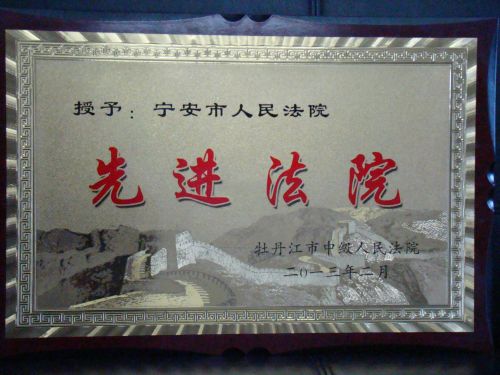 授予：宁安市人民法院
先进法院
牡丹江市中级人民法院
二0一三年二月